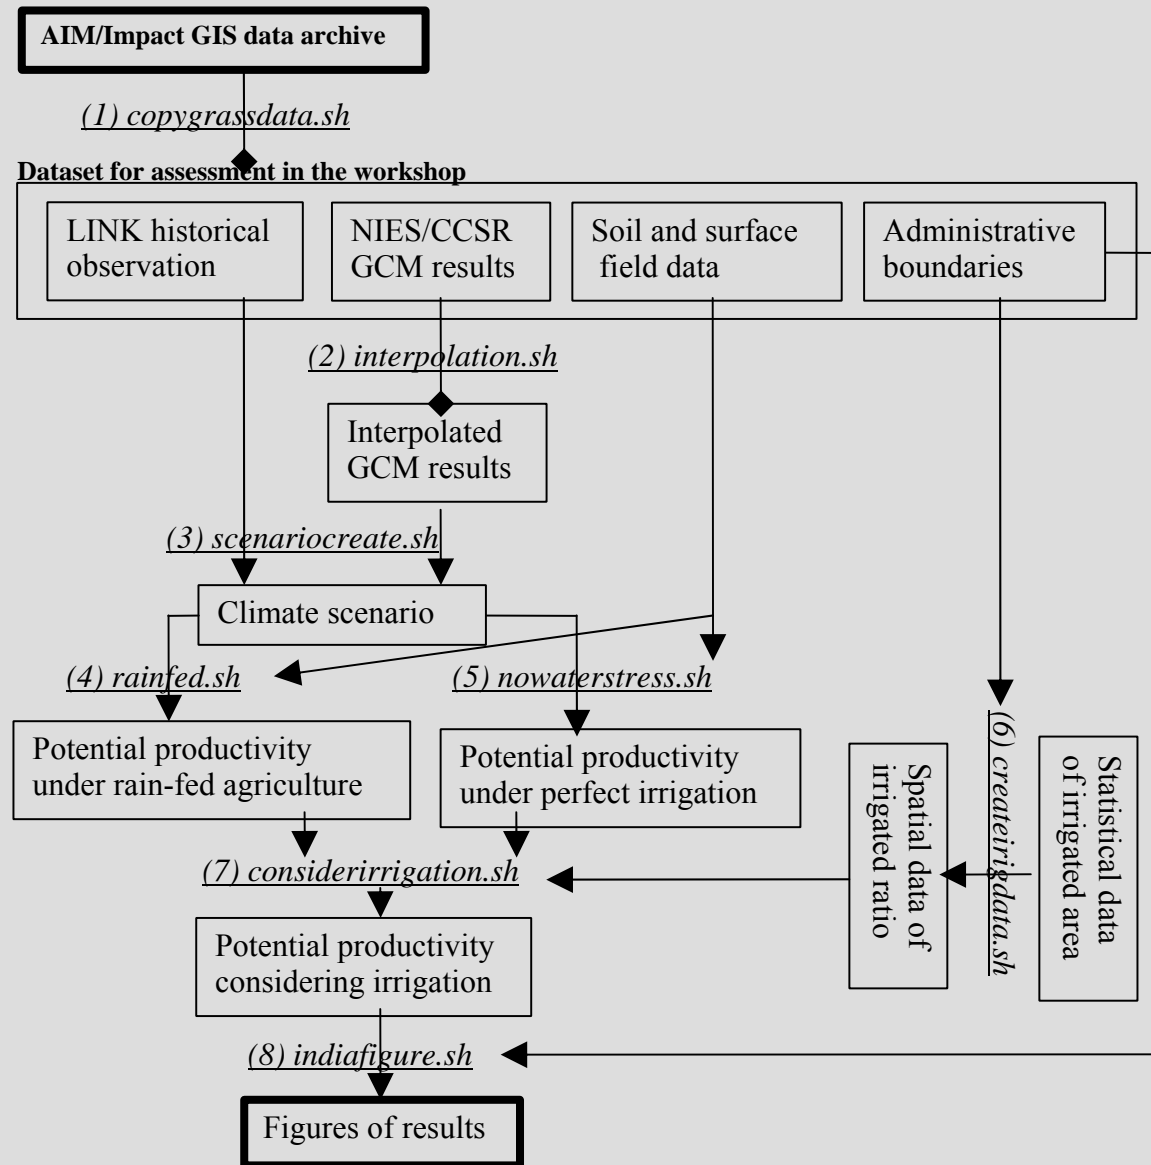 AIM/Impact GIS data archive
(1) copygrassdata.sh
Dataset for assessment in the workshop
LINK historical
observation
NIES/CCSR
GCM results
Soil and surface
field data
Administrative
boundaries
(2) interpolation.sh
Interpolated
GCM results
(3) scenariocreate.sh
Climate scenario
(4) rainfed.sh
(5) nowaterstress.sh
Potential productivity
under rain-fed agriculture
Potential productivity
under perfect irrigation
Spatial data of
irrigated ratio
(6) createirigdata.sh
Statistical data
of irrigated area
(7) considerirrigation.sh
Potential productivity
considering irrigation
(8) indiafigure.sh
Figures of results